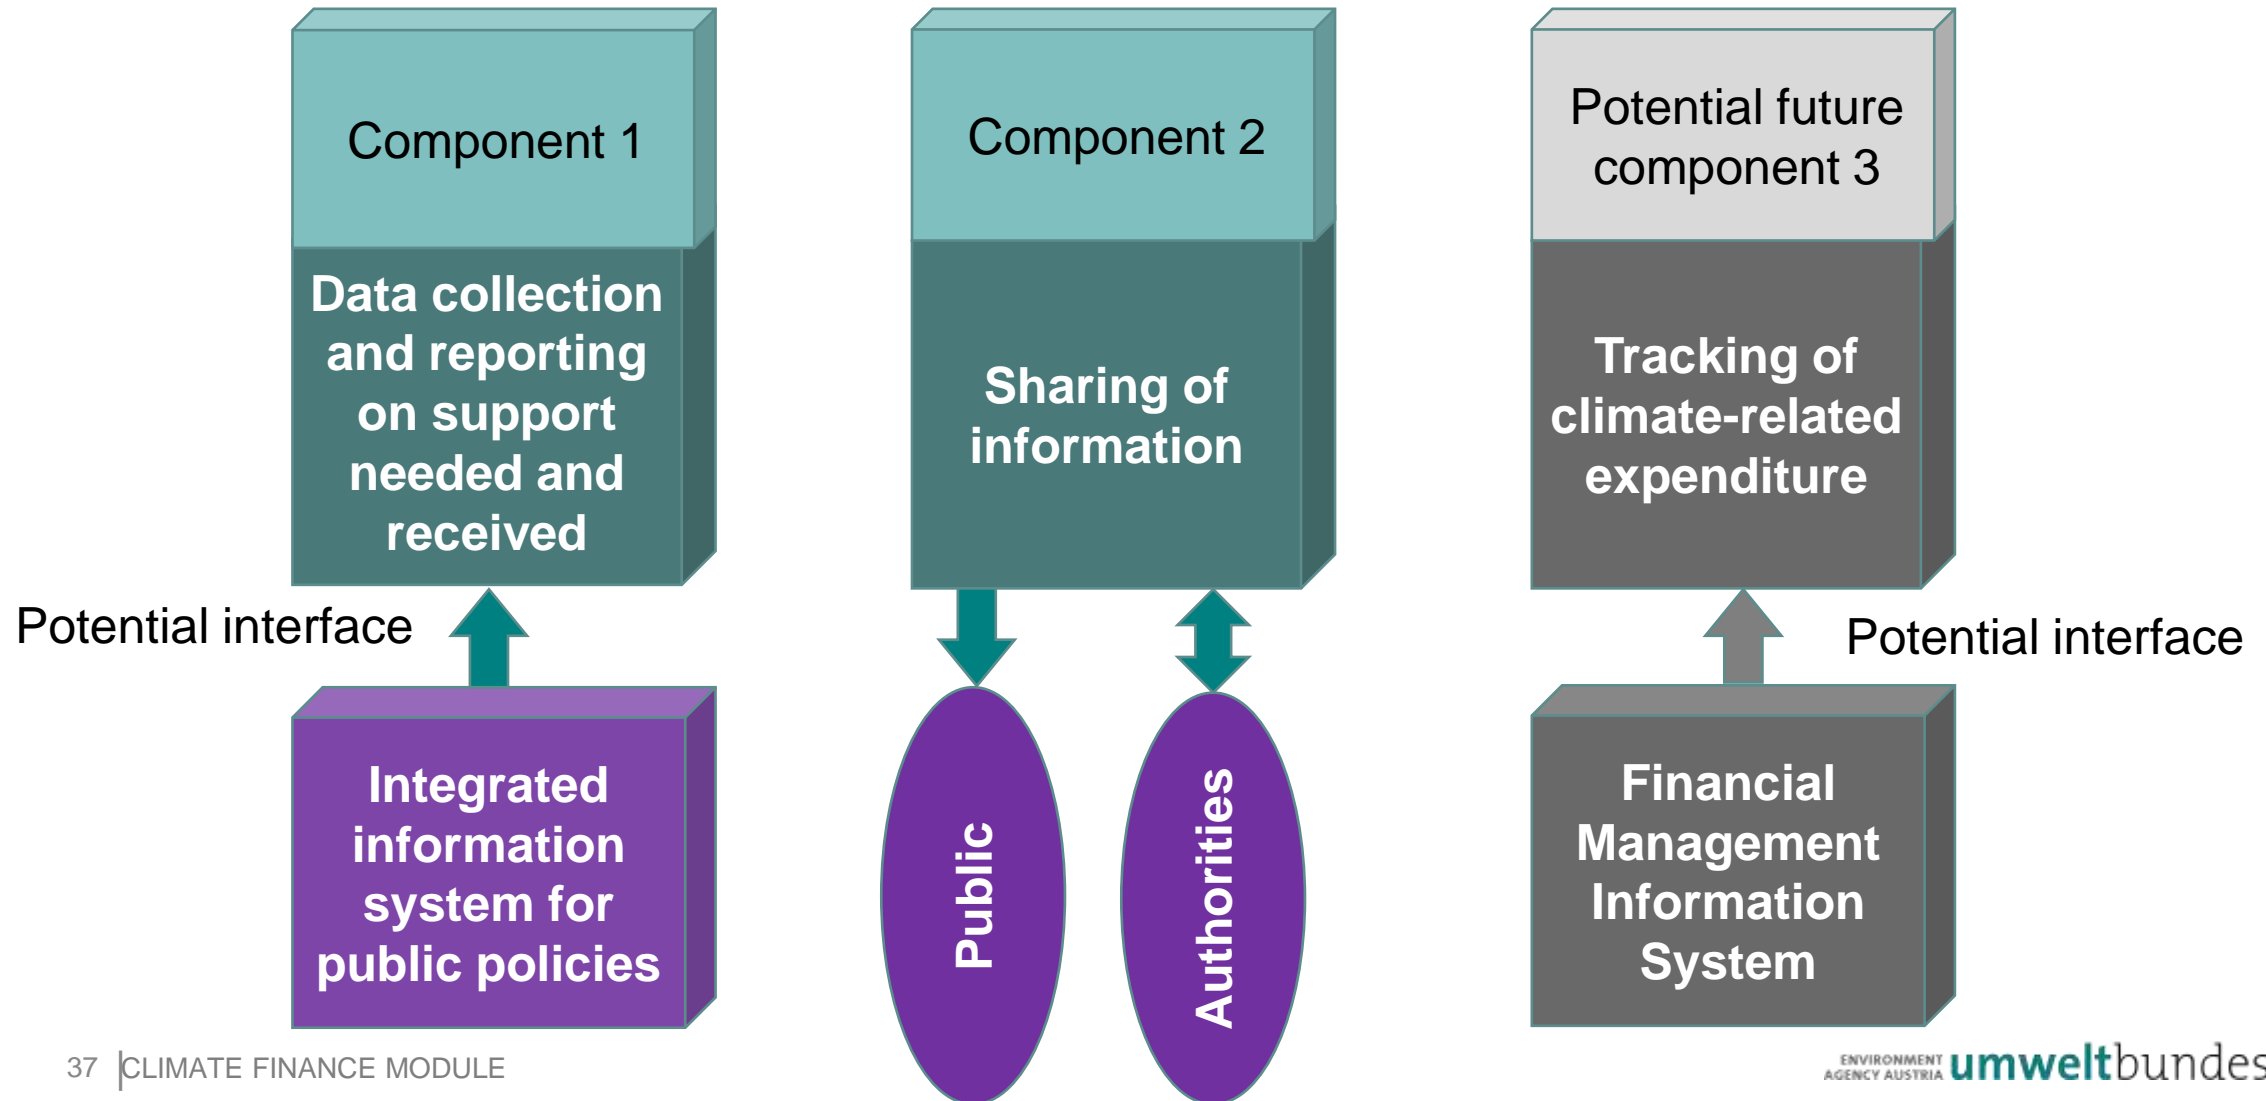 Component 1
Data collection
and reporting
on support
needed and
received
Potential interface
Integrated
information
system for
public policies
Component 2
Sharing of
information
Public
Authorities
Potential future
component 3
Tracking of
climate-related
expenditure
Potential interface
Financial
Management
Information
System
37 CLIMATE FINANCE MODULE
ENVIRONMENT
AGENCY AUSTRIA umweltbundes